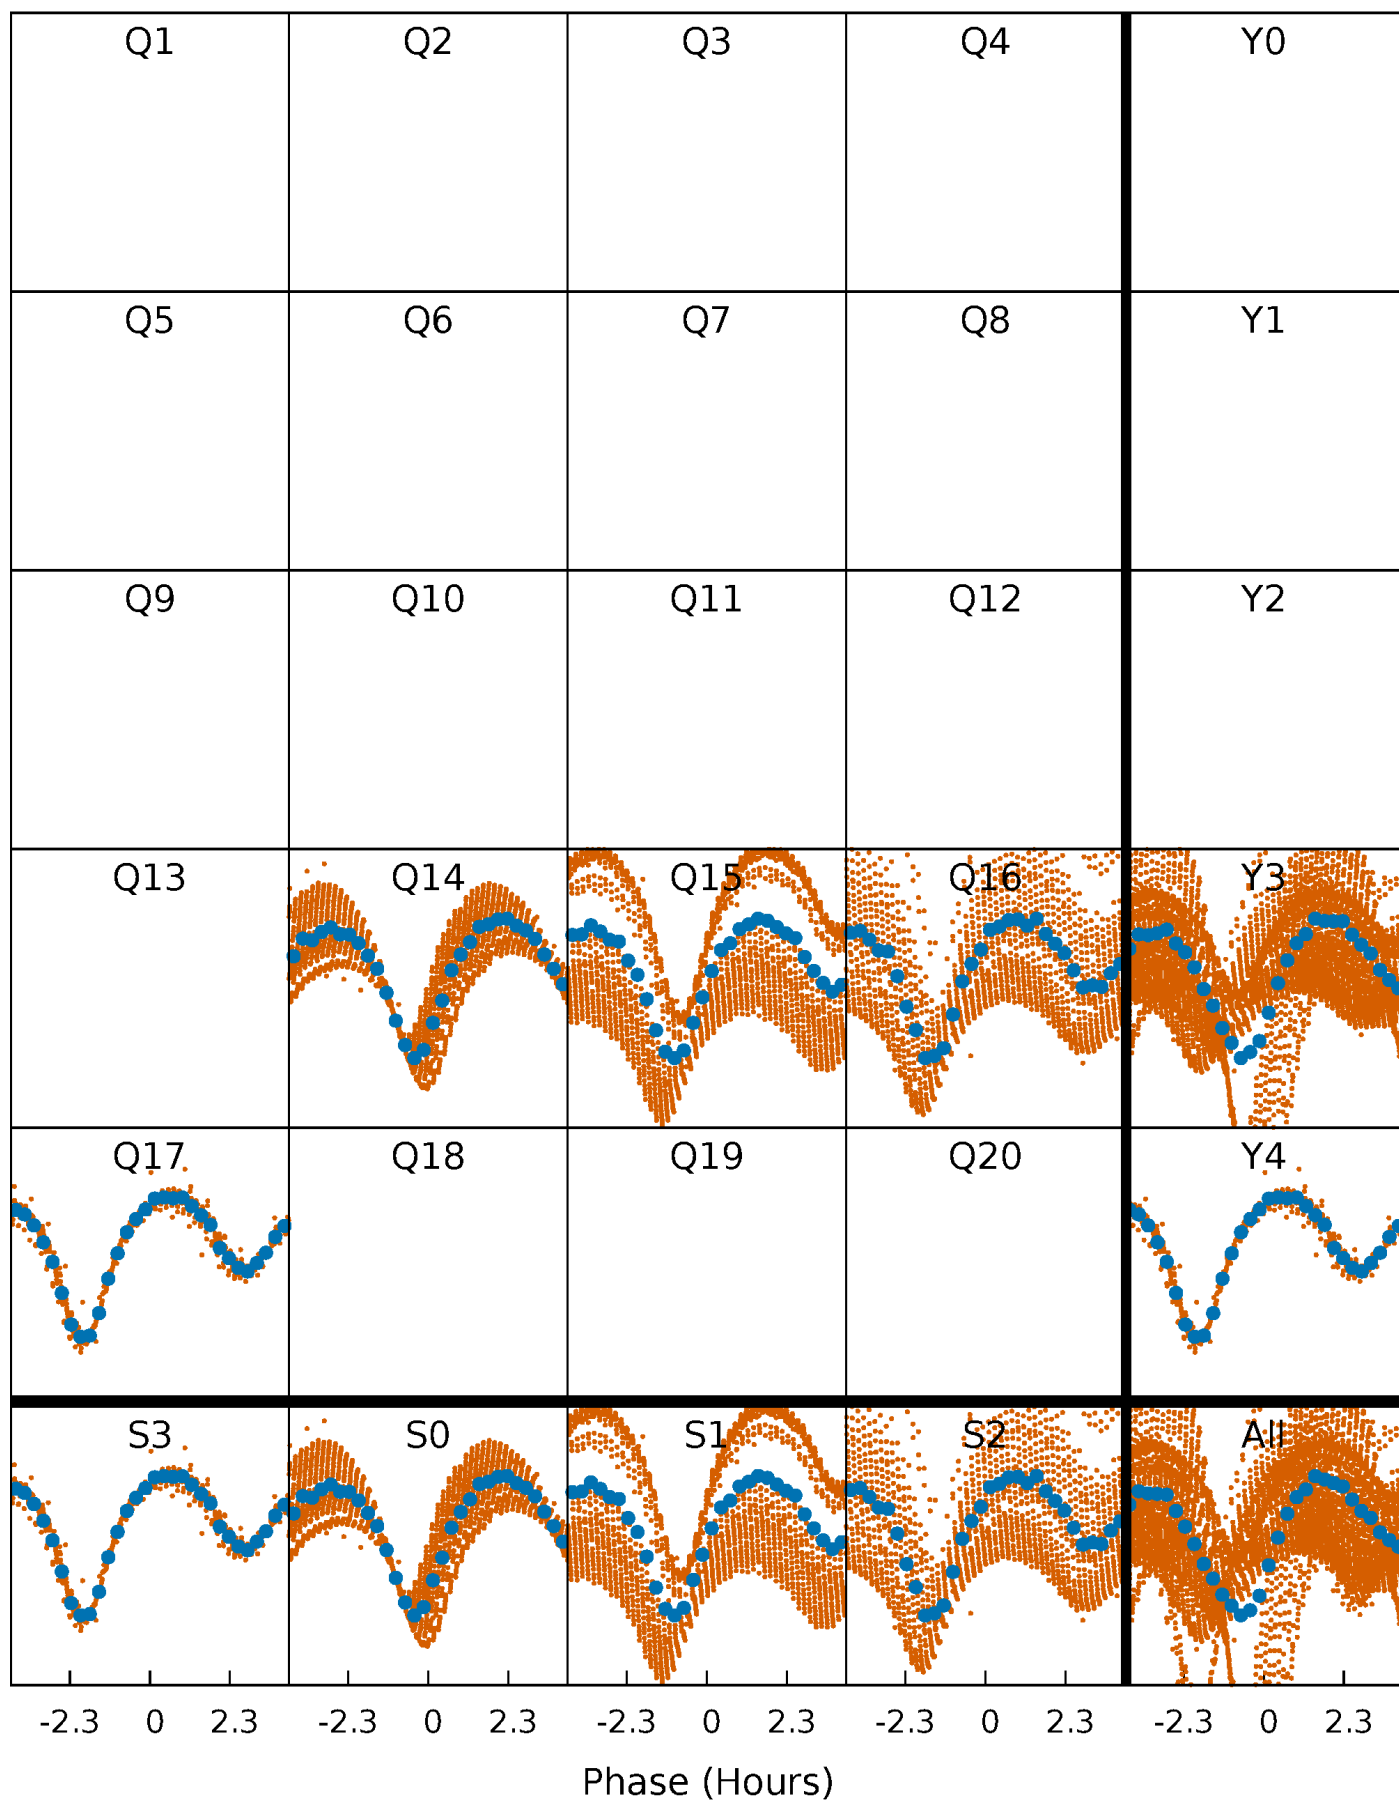 Q1 Q2 Q3 Q4 Y0
Q5 Q6 Q7 Q8 Y1
Q9 Q10 Q11 Q12 Y2
Q13 Q14 Q15 Q16 Y3
Q17 Q18 Q19 Q20 Y4
S3 S0 S1 S2 All
-2.3 0 2.3 -2.3 0 2.3 -2.3 0 2.3 -2.3 0 2.3 -2.3 0 2.3
Phase (Hours)